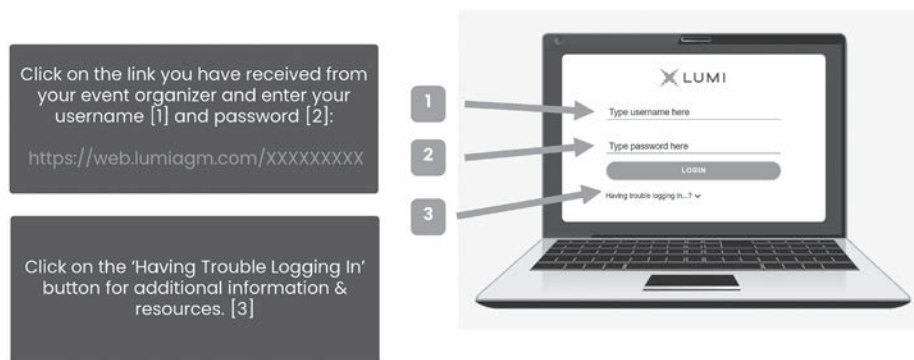 Click on the link you have received from
your event organizer and enter your
username [1] and password [2]:
https://web.lumiagm.com/XXXXXXXXX
Click on the ‘Having Trouble Logging In’
button for additional information &
resources. [3]
1
2
3
LUMI
Type username here
Type password here
LOGIN
Having trouble logging in...?